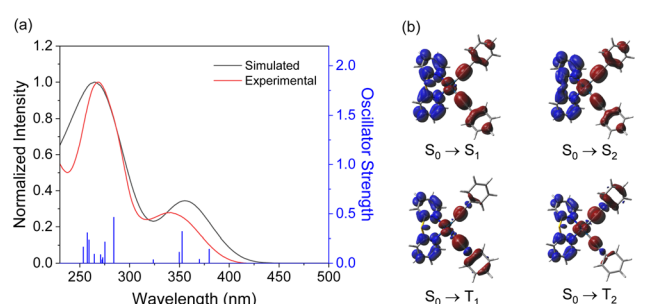 (a)
1.2
1.0
0.8
0.6
0.4
0.2
0.0
Normalized Intensity
Simulated
Experimental
2.0
1.5
1.0
0.5
0.0
Oscillator Strength
250 300 350 400 450 500
Wavelength (nm)
(b)
S₀ → S₁
S₀ → S₂
S₀ → T₁
S₀ → T₂